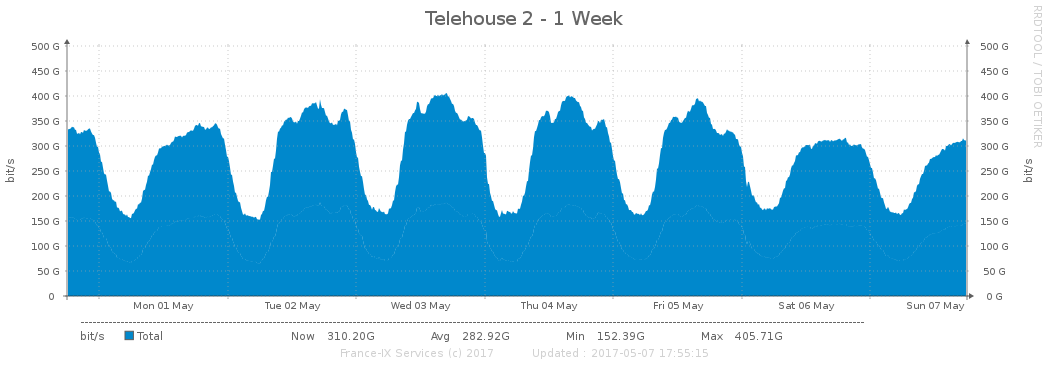 Telehouse 2 - 1 Week
RRDTOOL / TOBI OETIKER
500 G 500 G
450 G 450 G
400 G 400 G
350 G 350 G
300 G 300 G
250 G 250 G
200 G 200 G
150 G 150 G
100 G 100 G
50 G 50 G
0 0 G
bit/s bit/s
Mon 01 May Tue 02 May Wed 03 May Thu 04 May Fri 05 May Sat 06 May Sun 07 May
bit/s Total Now 310.20G Avg 282.92G Min 152.39G Max 405.71G
France-IX Services (c) 2017 Updated : 2017-05-07 17:55:15